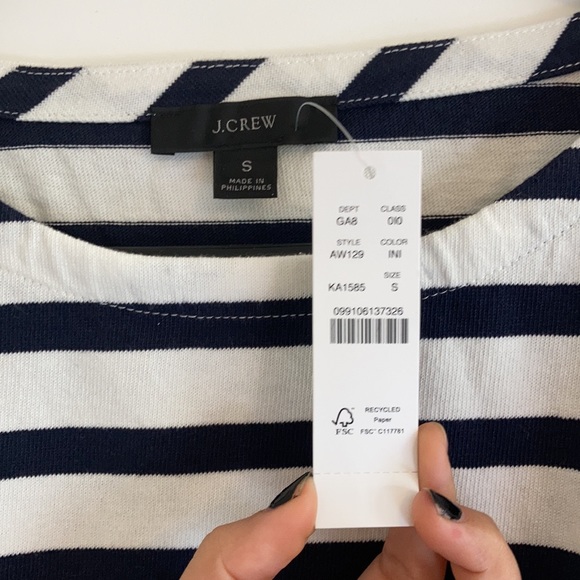 J.CREW
S
MADE IN
PHILIPPINES
DEPT CLASS
GA8 010
STYLE COLOR
AW129 INI
SIZE
KA1585 S
099106137326
RECYCLED
Paper
FSC FSC® C117781